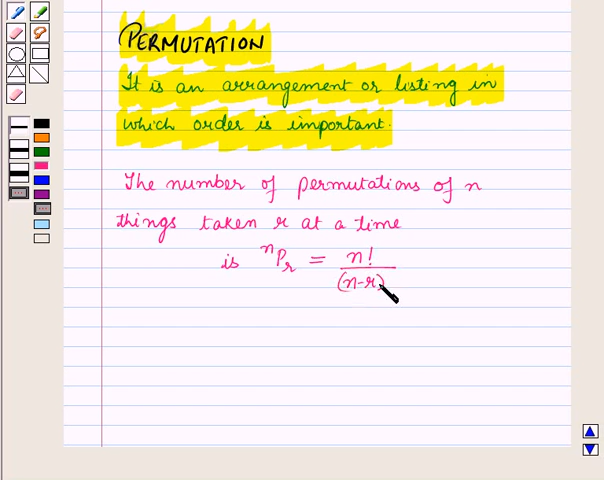 PERMUTATION
It is an arrangement or listing in
which order is important.
The number of permutations of n
things taken r at a time
is ⁿPᵣ = n! / (n-r)